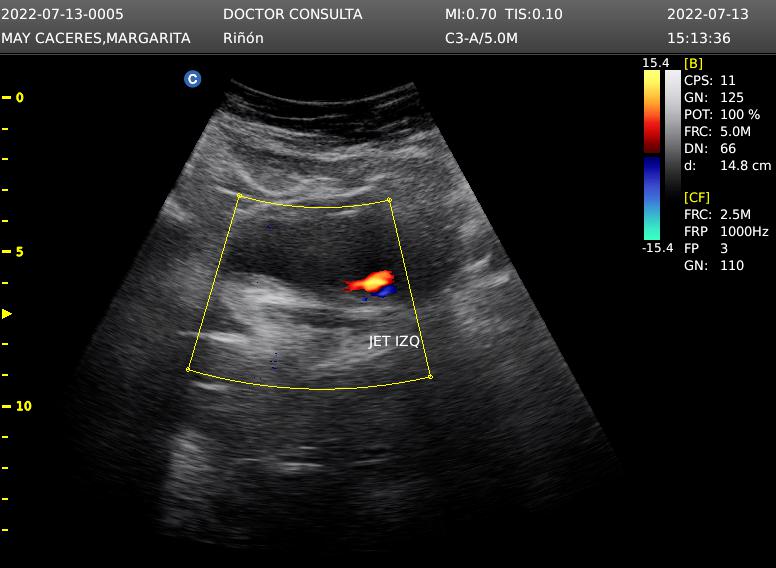 2022-07-13-0005 DOCTOR CONSULTA MI:0.70 TIS:0.10 2022-07-13
MAY CACERES,MARGARITA Riñón C3-A/5.0M 15:13:36
C
15.4 [B]
CPS: 11
GN: 125
POT: 100 %
FRC: 5.0M
DN: 66
d: 14.8 cm
[CF]
FRC: 2.5M
FRP 1000Hz
FP 3
GN: 110
-15.4
0
5
JET IZQ
10